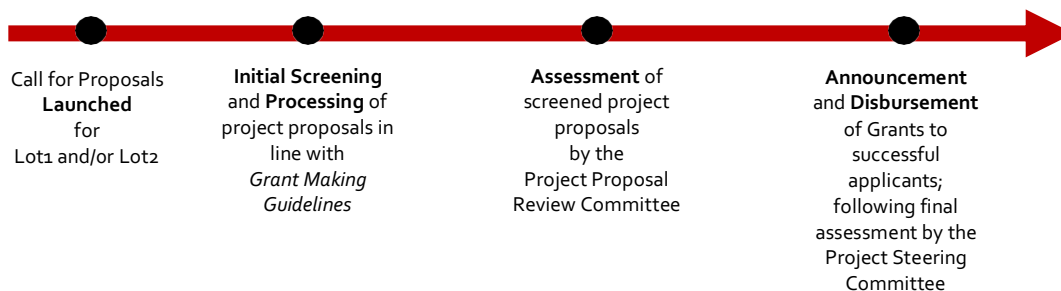 Call for Proposals
Launched
for
Lot1 and/or Lot2
Initial Screening
and Processing of
project proposals in
line with
Grant Making
Guidelines
Assessment of
screened project
proposals
by the
Project Proposal
Review Committee
Announcement
and Disbursement
of Grants to
successful
applicants;
following final
assessment by the
Project Steering
Committee